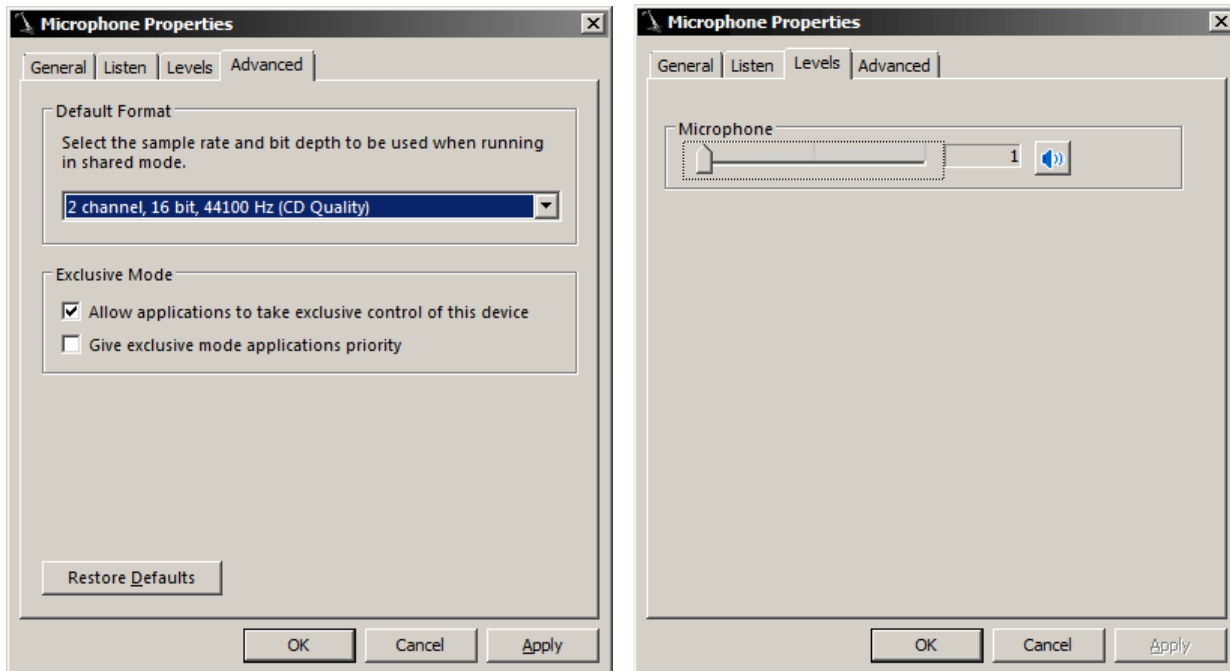 Microphone Properties
General Listen Levels Advanced
Default Format
Select the sample rate and bit depth to be used when running
in shared mode.
2 channel, 16 bit, 44100 Hz (CD Quality)
Exclusive Mode
Allow applications to take exclusive control of this device
Give exclusive mode applications priority
Restore Defaults
OK Cancel Apply
Microphone Properties
General Listen Levels Advanced
Microphone
1
OK Cancel Apply